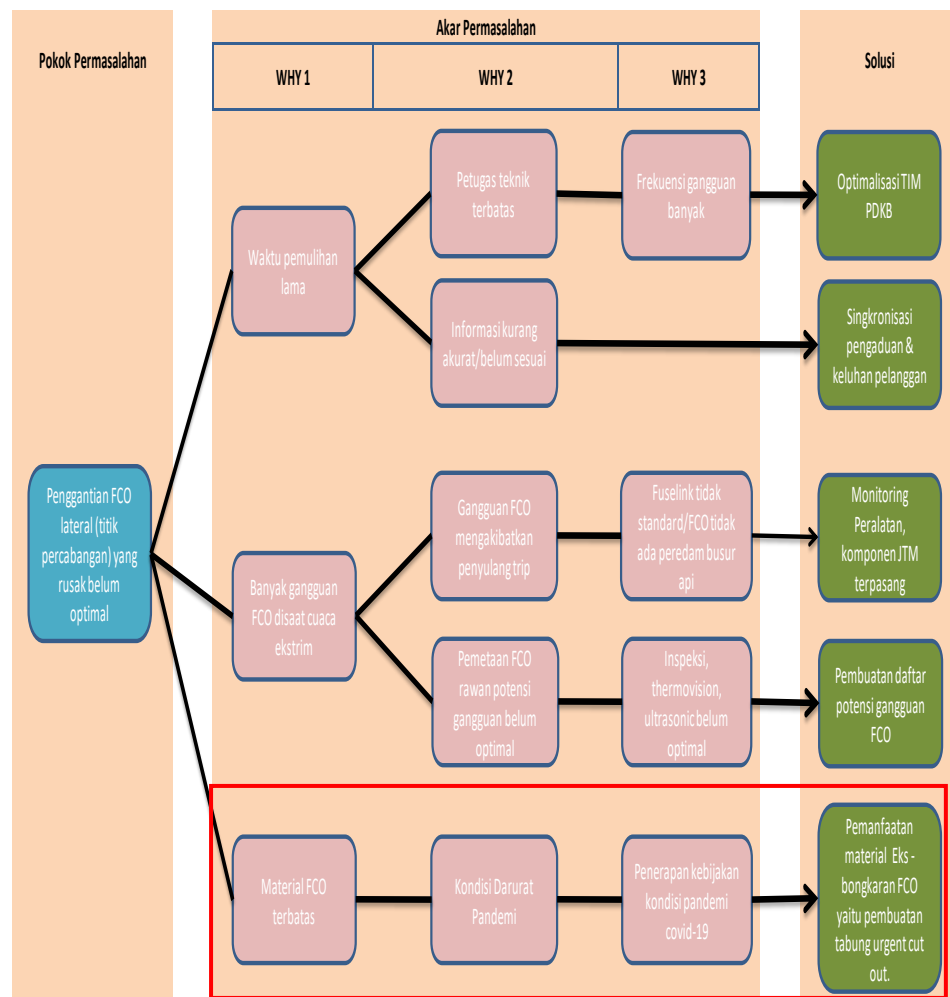 Akar Permasalahan
Pokok Permasalahan
WHY 1
WHY 2
WHY 3
Solusi
Penggantian FCO
lateral (titik
percabangan) yang
rusak belum
optimal
Waktu pemulihan
lama
Petugas teknik
terbatas
Frekuensi gangguan
banyak
Optimalisasi TIM
PDKB
Informasi kurang
akurat/belum sesuai
Singkronisasi
pengaduan &
keluhan pelanggan
Banyak gangguan
FCO disaat cuaca
ekstrim
Gangguan FCO
mengakibatkan
penyulang trip
Fuselink tidak
standard/FCO tidak
ada peredam busur
api
Monitoring
Peralatan,
komponen JTM
terpasang
Pemetaan FCO
rawan potensi
gangguan belum
optimal
Inspeksi,
thermovision,
ultrasonic belum
optimal
Pembuatan daftar
potensi gangguan
FCO
Material FCO
terbatas
Kondisi Darurat
Pandemi
Penerapan kebijakan
kondisi pandemi
covid-19
Pemanfaatan
material Eks -
bongkaran FCO
yaitu pembuatan
tabung urgent cut
out.